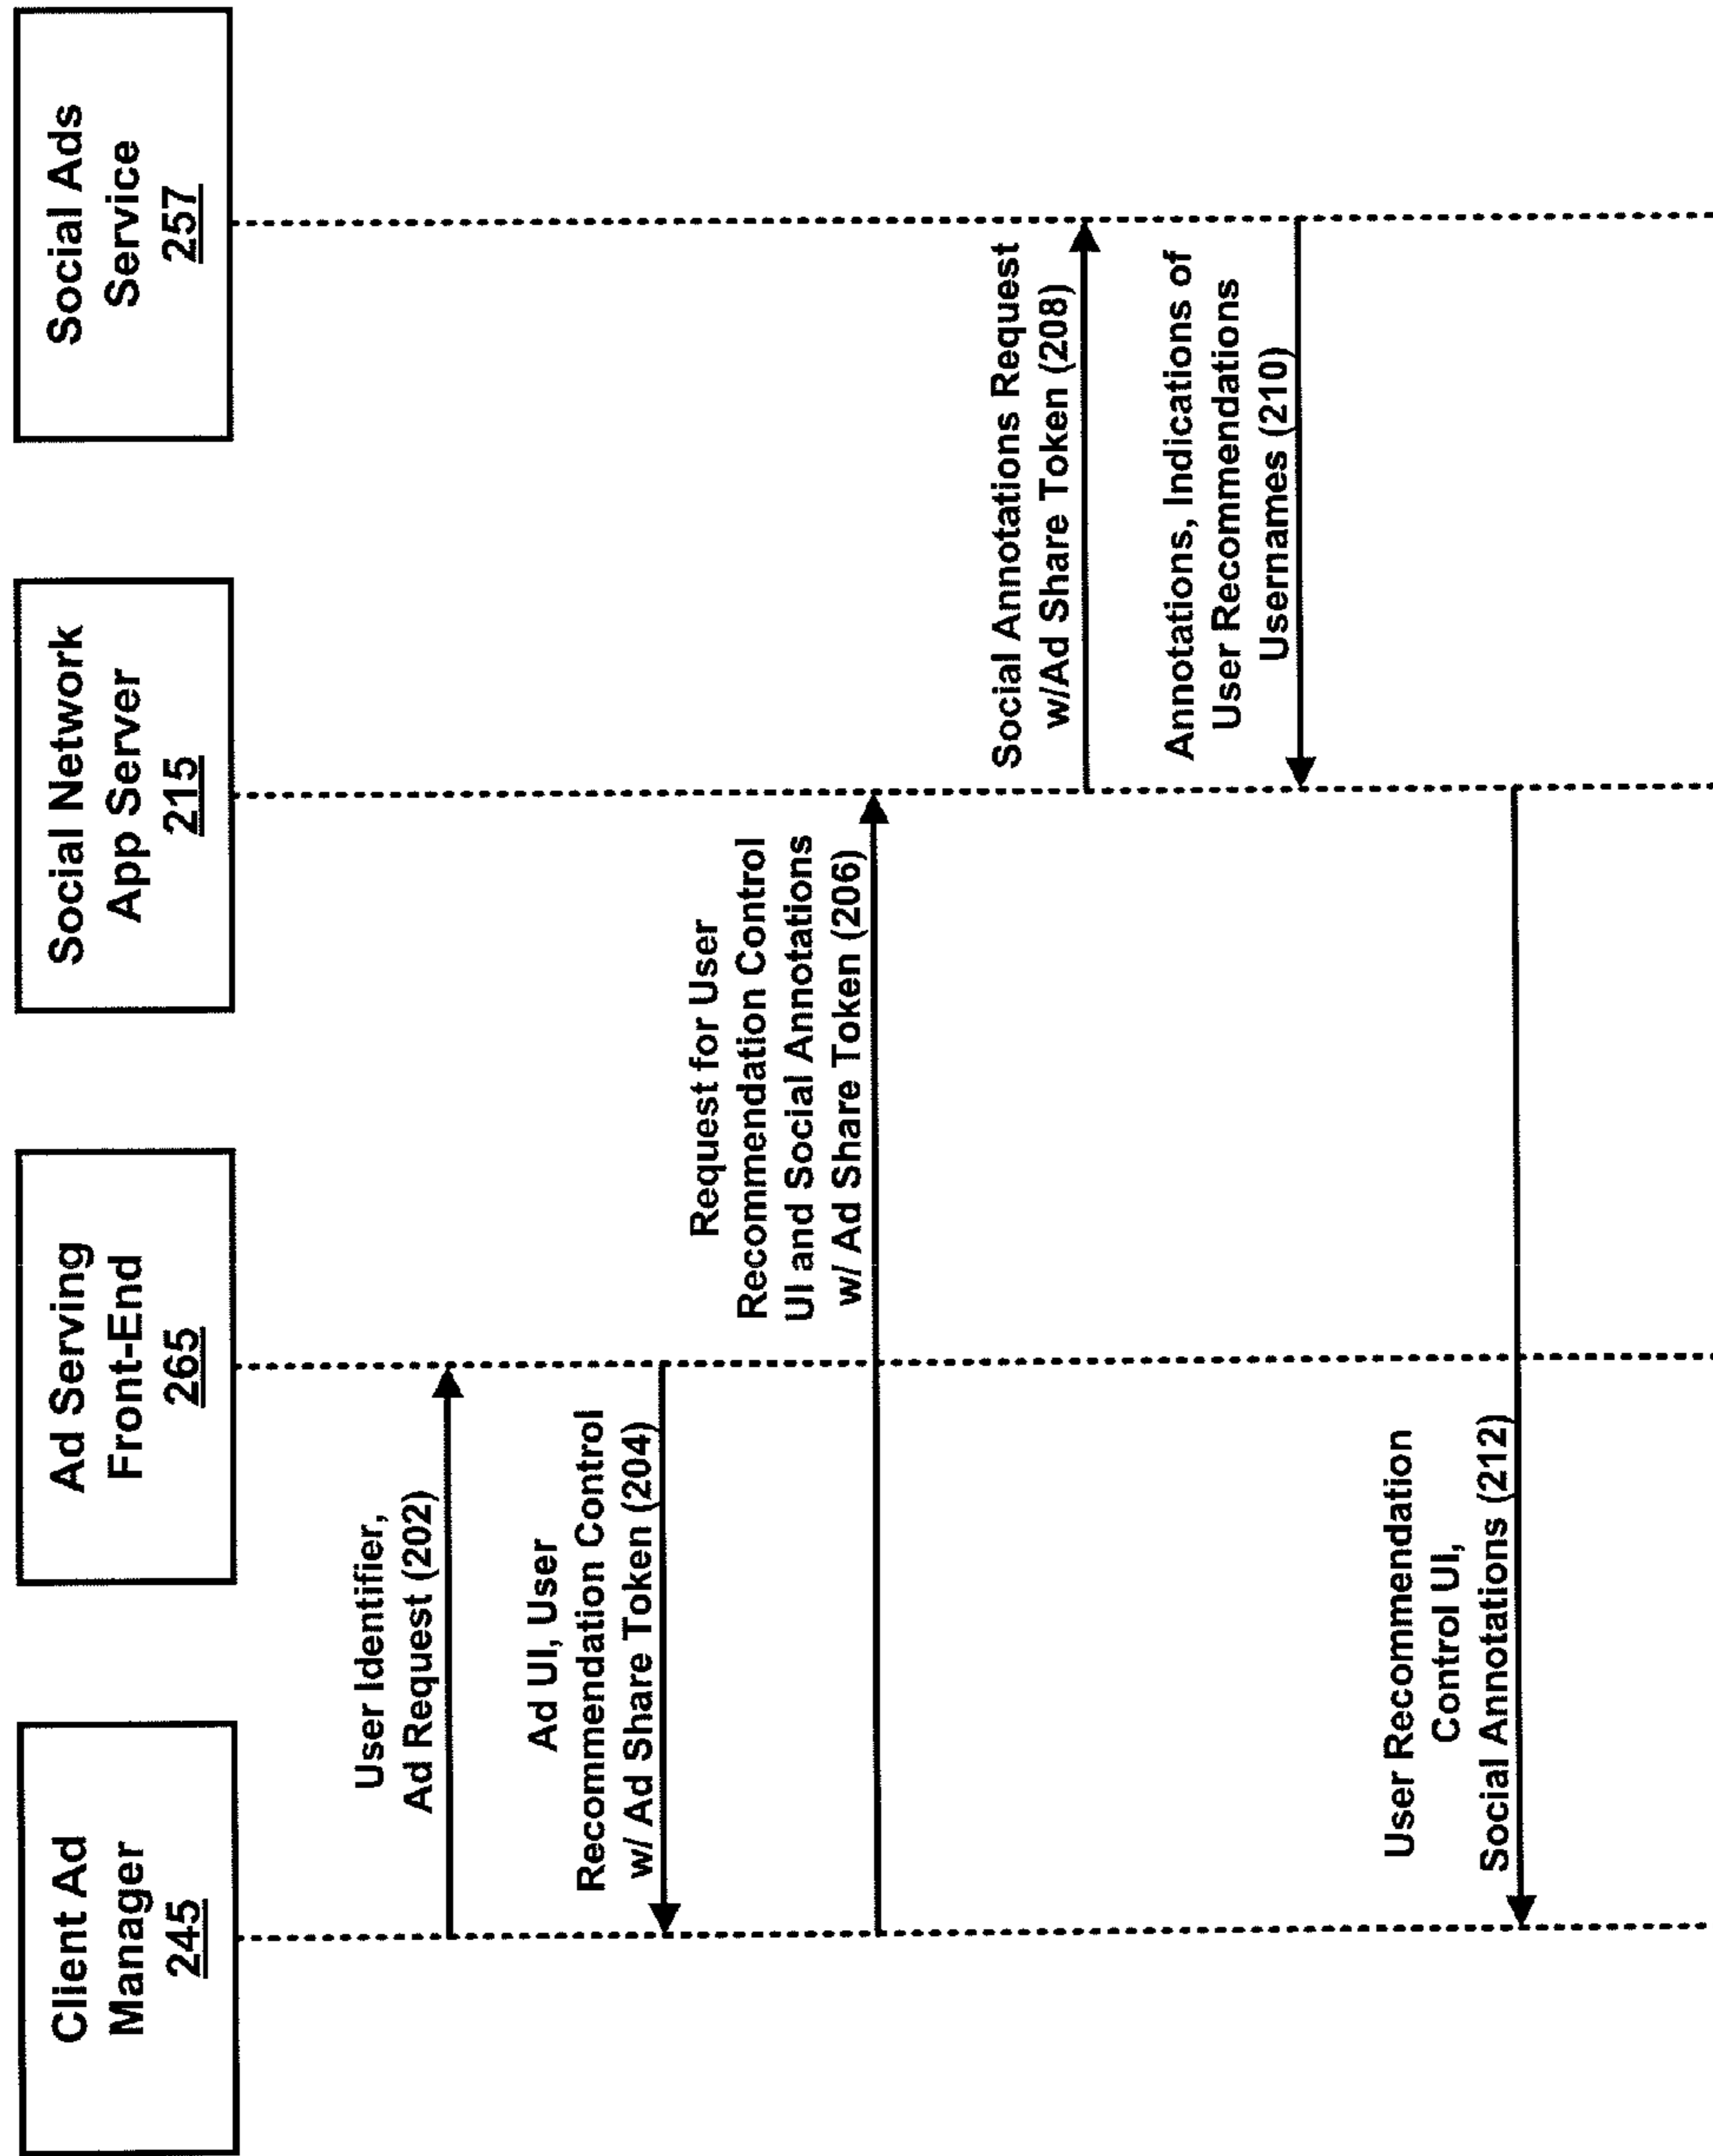 Client Ad
Manager
245
Ad Serving
Front-End
265
Social Network
App Server
215
Social Ads
Service
257
User Identifier,
Ad Request (202)
Ad UI, User
Recommendation Control
w/ Ad Share Token (204)
Request for User
Recommendation Control
UI and Social Annotations
w/ Ad Share Token (206)
Social Annotations Request
w/Ad Share Token (208)
Annotations, Indications of
User Recommendations
Usernames (210)
User Recommendation
Control UI,
Social Annotations (212)